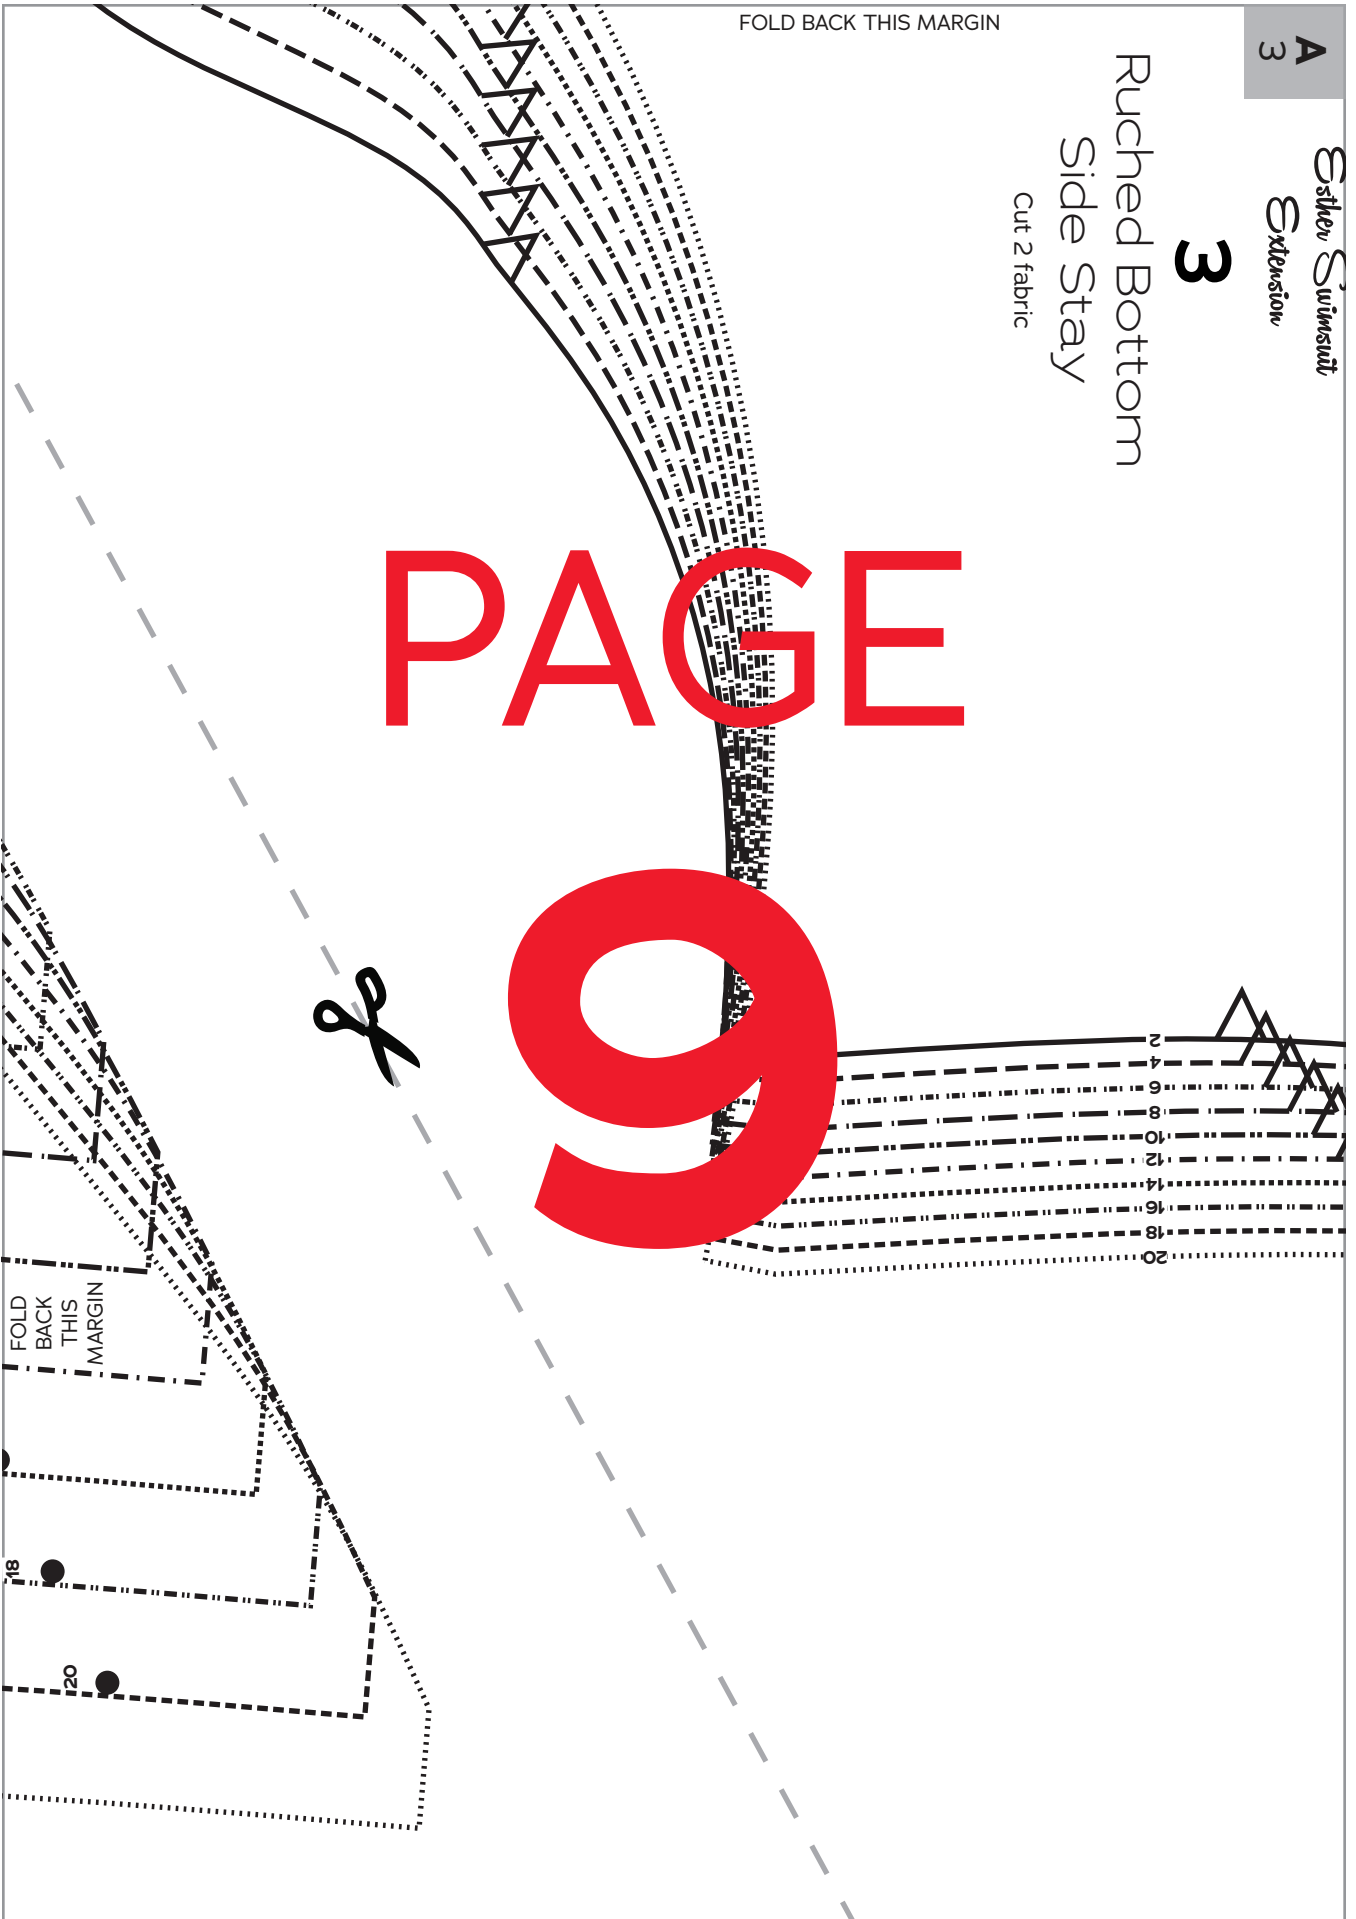 FOLD BACK THIS MARGIN
A
3
Esther Swimsuit
Extension
3
Ruched Bottom
Side Stay
Cut 2 fabric
PAGE
9
2
4
6
8
10
12
14
16
18
20
FOLD
BACK
THIS
MARGIN
18
20